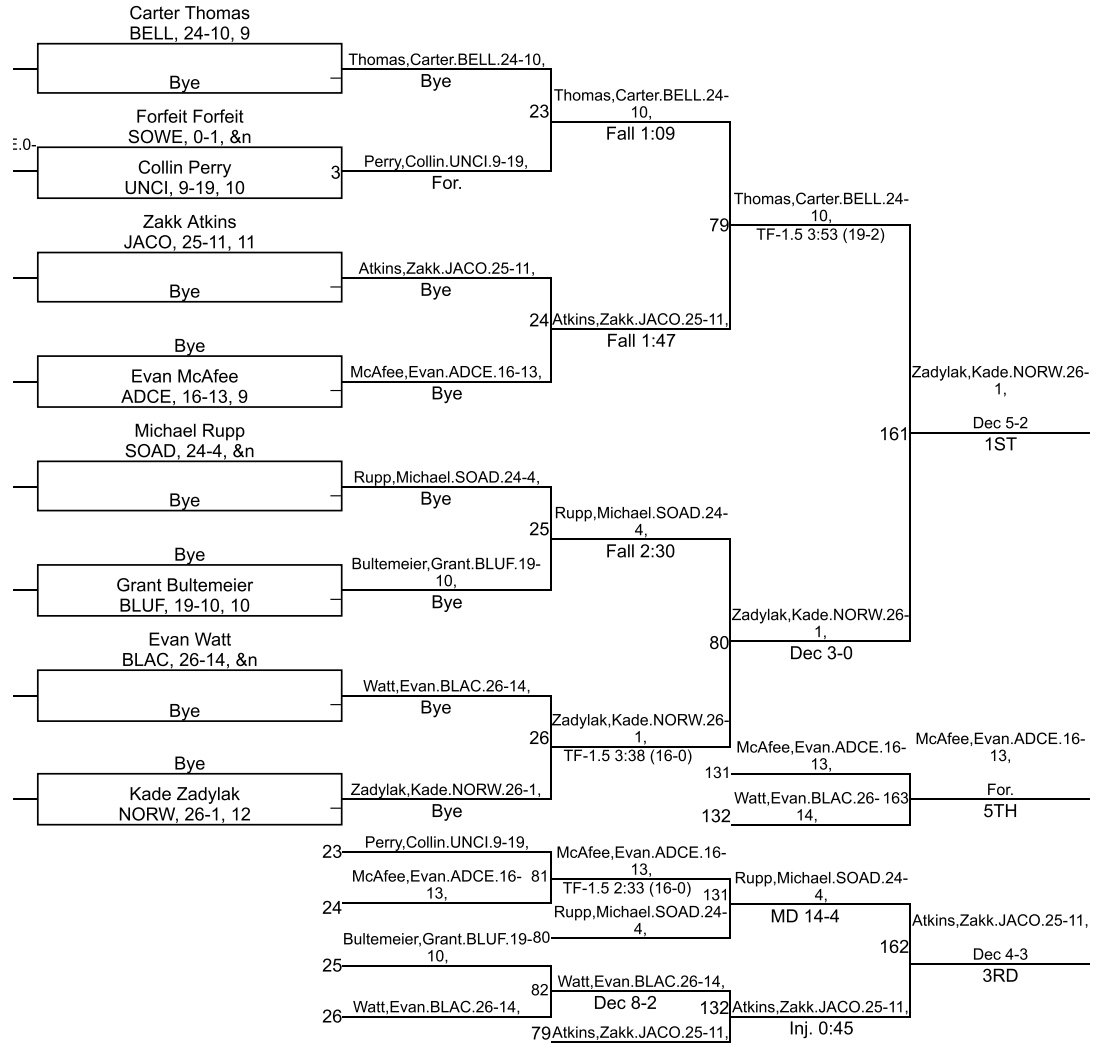 Carter Thomas
BELL, 24-10, 9
Bye
Thomas,Carter.BELL.24-10,
Bye
Forfeit Forfeit
SOWE, 0-1, &n
E.0-
Collin Perry
UNCI, 9-19, 10
3
Perry,Collin.UNCI.9-19,
For.
23
Thomas,Carter.BELL.24-
10,
Fall 1:09
Zakk Atkins
JACO, 25-11, 11
Bye
Atkins,Zakk.JACO.25-11,
Bye
Bye
Evan McAfee
ADCE, 16-13, 9
McAfee,Evan.ADCE.16-13,
Bye
24
Atkins,Zakk.JACO.25-11,
Fall 1:47
79
Thomas,Carter.BELL.24-
10,
TF-1.5 3:53 (19-2)
Michael Rupp
SOAD, 24-4, &n
Bye
Rupp,Michael.SOAD.24-4,
Bye
Bye
Grant Bultemeier
BLUF, 19-10, 10
Bultemeier,Grant.BLUF.19-
10,
Bye
25
Rupp,Michael.SOAD.24-
4,
Fall 2:30
Evan Watt
BLAC, 26-14, &n
Bye
Watt,Evan.BLAC.26-14,
Bye
Bye
Kade Zadylak
NORW, 26-1, 12
Zadylak,Kade.NORW.26-1,
Bye
26
Zadylak,Kade.NORW.26-
1,
TF-1.5 3:38 (16-0)
80
Zadylak,Kade.NORW.26-
1,
Dec 3-0
161
Zadylak,Kade.NORW.26-
1,
Dec 5-2
1ST
131
McAfee,Evan.ADCE.16-
13,
132
Watt,Evan.BLAC.26-
14,
163
McAfee,Evan.ADCE.16-
13,
For.
5TH
23
Perry,Collin.UNCI.9-19,
24
McAfee,Evan.ADCE.16-
13,
81
McAfee,Evan.ADCE.16-
13,
TF-1.5 2:33 (16-0)
80
Rupp,Michael.SOAD.24-
4,
131
Rupp,Michael.SOAD.24-
4,
MD 14-4
25
Bultemeier,Grant.BLUF.19-
10,
26
Watt,Evan.BLAC.26-14,
82
Watt,Evan.BLAC.26-14,
Dec 8-2
79
Atkins,Zakk.JACO.25-11,
132
Atkins,Zakk.JACO.25-11,
Inj. 0:45
162
Atkins,Zakk.JACO.25-11,
Dec 4-3
3RD